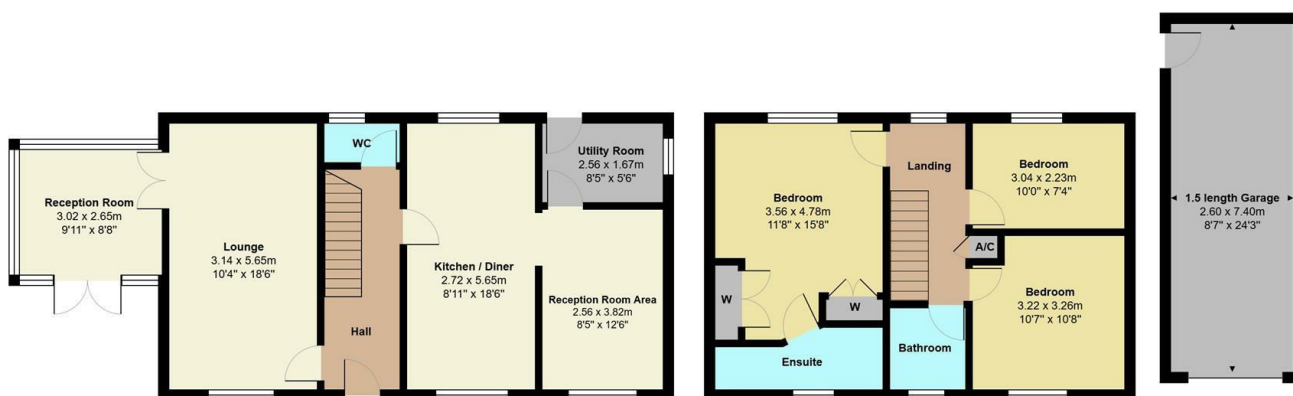 Reception Room
3.02 x 2.65m
9'11" x 8'8"
Lounge
3.14 x 5.65m
10'4" x 18'6"
WC
Hall
Kitchen / Diner
2.72 x 5.65m
8'11" x 18'6"
Utility Room
2.56 x 1.67m
8'5" x 5'6"
Reception Room Area
2.56 x 3.82m
8'5" x 12'6"
Bedroom
3.56 x 4.78m
11'8" x 15'8"
W
W
Ensuite
Landing
Bathroom
A/C
Bedroom
3.04 x 2.23m
10'0" x 7'4"
Bedroom
3.22 x 3.26m
10'7" x 10'8"
1.5 length Garage
2.60 x 7.40m
8'7" x 24'3"